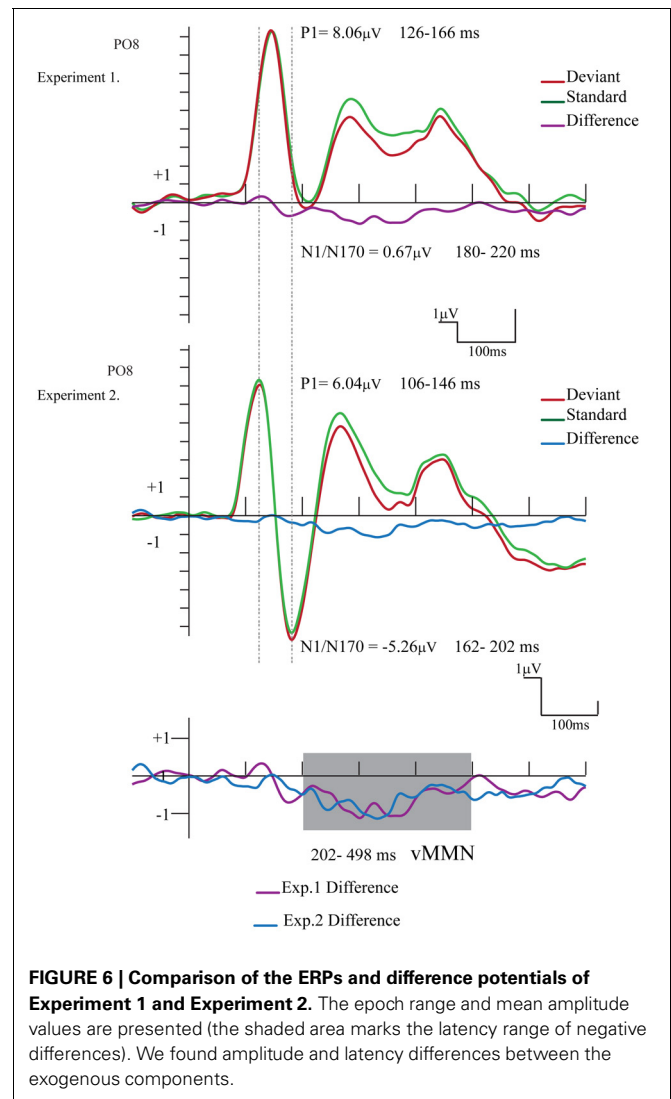 PO8
P1= 8.06µV 126-166 ms
Experiment 1.
Deviant
Standard
Difference
+1
-1
N1/N170 = 0.67µV 180- 220 ms
1µV
100ms
PO8
Experiment 2.
P1= 6.04µV 106-146 ms
Deviant
Standard
Difference
+1
-1
N1/N170 = -5.26µV 162- 202 ms
1µV
100ms
+1
-1
202- 498 ms vMMN
Exp.1 Difference
Exp.2 Difference
FIGURE 6 | Comparison of the ERPs and difference potentials of
Experiment 1 and Experiment 2. The epoch range and mean amplitude
values are presented (the shaded area marks the latency range of negative
differences). We found amplitude and latency differences between the
exogenous components.